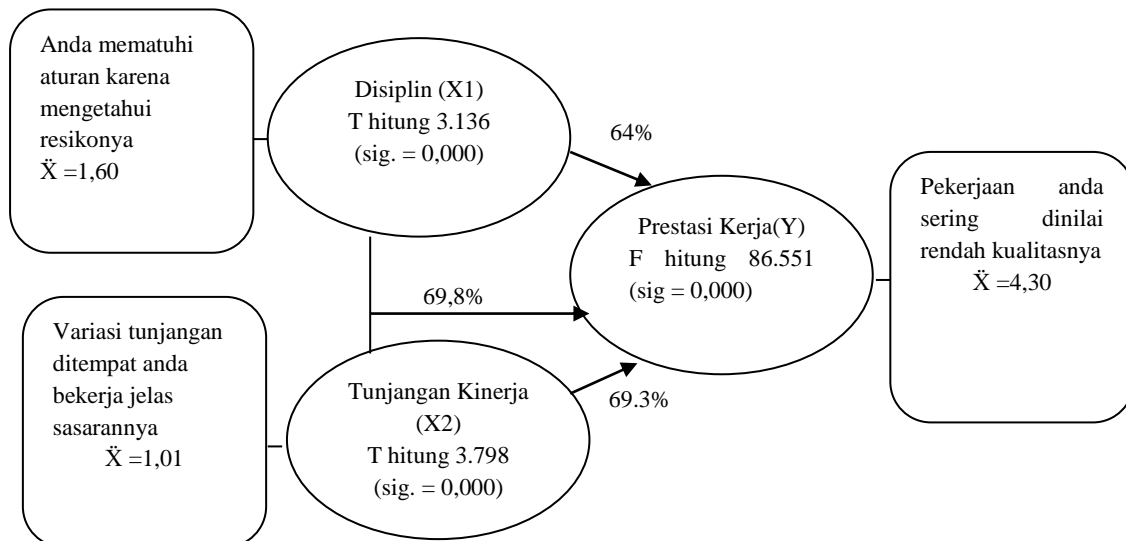 Anda mematuhi
aturan karena
mengetahui
resikonya
Ẍ =1,60
Disiplin (X1)
T hitung 3.136
(sig. = 0,000)
64%
Prestasi Kerja(Y)
F hitung 86.551
(sig = 0,000)
Pekerjaan anda
sering dinilai
rendah kualitasnya
Ẍ =4,30
69,8%
Variasi tunjangan
ditempat anda
bekerja jelas
sasarannya
Ẍ =1,01
Tunjangan Kinerja
(X2)
T hitung 3.798
(sig. = 0,000)
69.3%